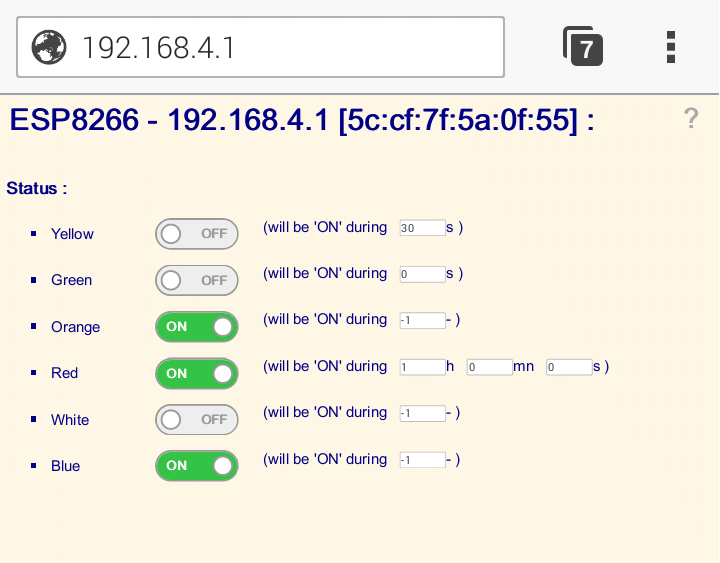 192.168.4.1 7
ESP8266 - 192.168.4.1 [5c:cf:7f:5a:0f:55] : ?
Status :
Yellow OFF (will be 'ON' during 30 s )
Green OFF (will be 'ON' during 0 s )
Orange ON (will be 'ON' during -1 - )
Red ON (will be 'ON' during 1 h 0 mn 0 s )
White OFF (will be 'ON' during -1 - )
Blue ON (will be 'ON' during -1 - )